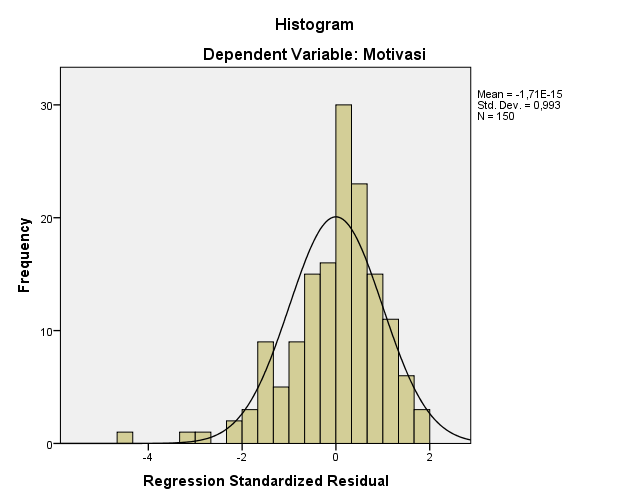 Histogram
Dependent Variable: Motivasi
Mean = -1,71E-15
Std. Dev. = 0,993
N = 150
30
20
10
0
Frequency
-4
-2
0
2
Regression Standardized Residual